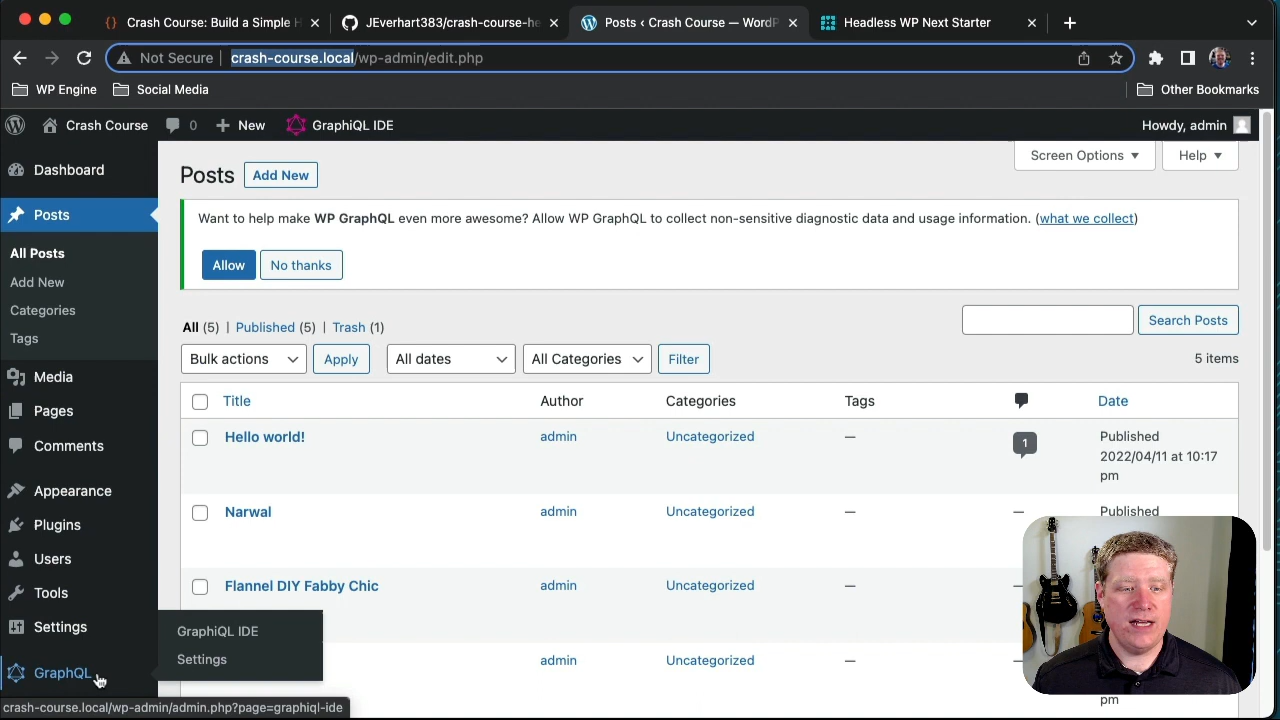 Crash Course: Build a Simple H
JEverhart383/crash-course-he
Posts ‹ Crash Course — WordP
Headless WP Next Starter
Not Secure | crash-course.local/wp-admin/edit.php
WP Engine
Social Media
Other Bookmarks
Crash Course
0
New
GraphiQL IDE
Howdy, admin
Dashboard
Posts
All Posts
Add New
Categories
Tags
Media
Pages
Comments
Appearance
Plugins
Users
Tools
Settings
GraphQL
GraphiQL IDE
Settings
Screen Options
Help
Posts
Add New
Want to help make WP GraphQL even more awesome? Allow WP GraphQL to collect non-sensitive diagnostic data and usage information. (what we collect)
Allow
No thanks
All (5) | Published (5) | Trash (1)
Search Posts
Bulk actions
Apply
All dates
All Categories
Filter
5 items
Title
Author
Categories
Tags
Date
Hello world!
admin
Uncategorized
—
1
Published
2022/04/11 at 10:17
pm
Narwal
admin
Uncategorized
—
—
Published
Flannel DIY Fabby Chic
admin
Uncategorized
—
—
admin
Uncategorized
—
—
pm
crash-course.local/wp-admin/admin.php?page=graphiql-ide